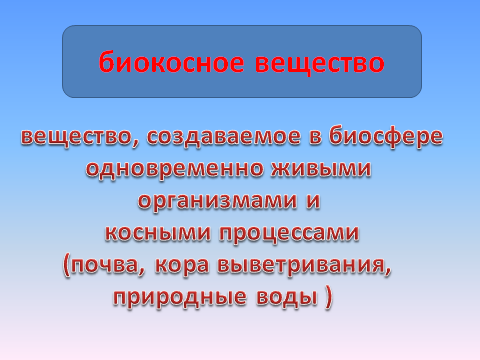 биокосное вещество
вещество, создаваемое в биосфере
одновременно живыми
организмами и
косными процессами
(почва, кора выветривания,
природные воды )